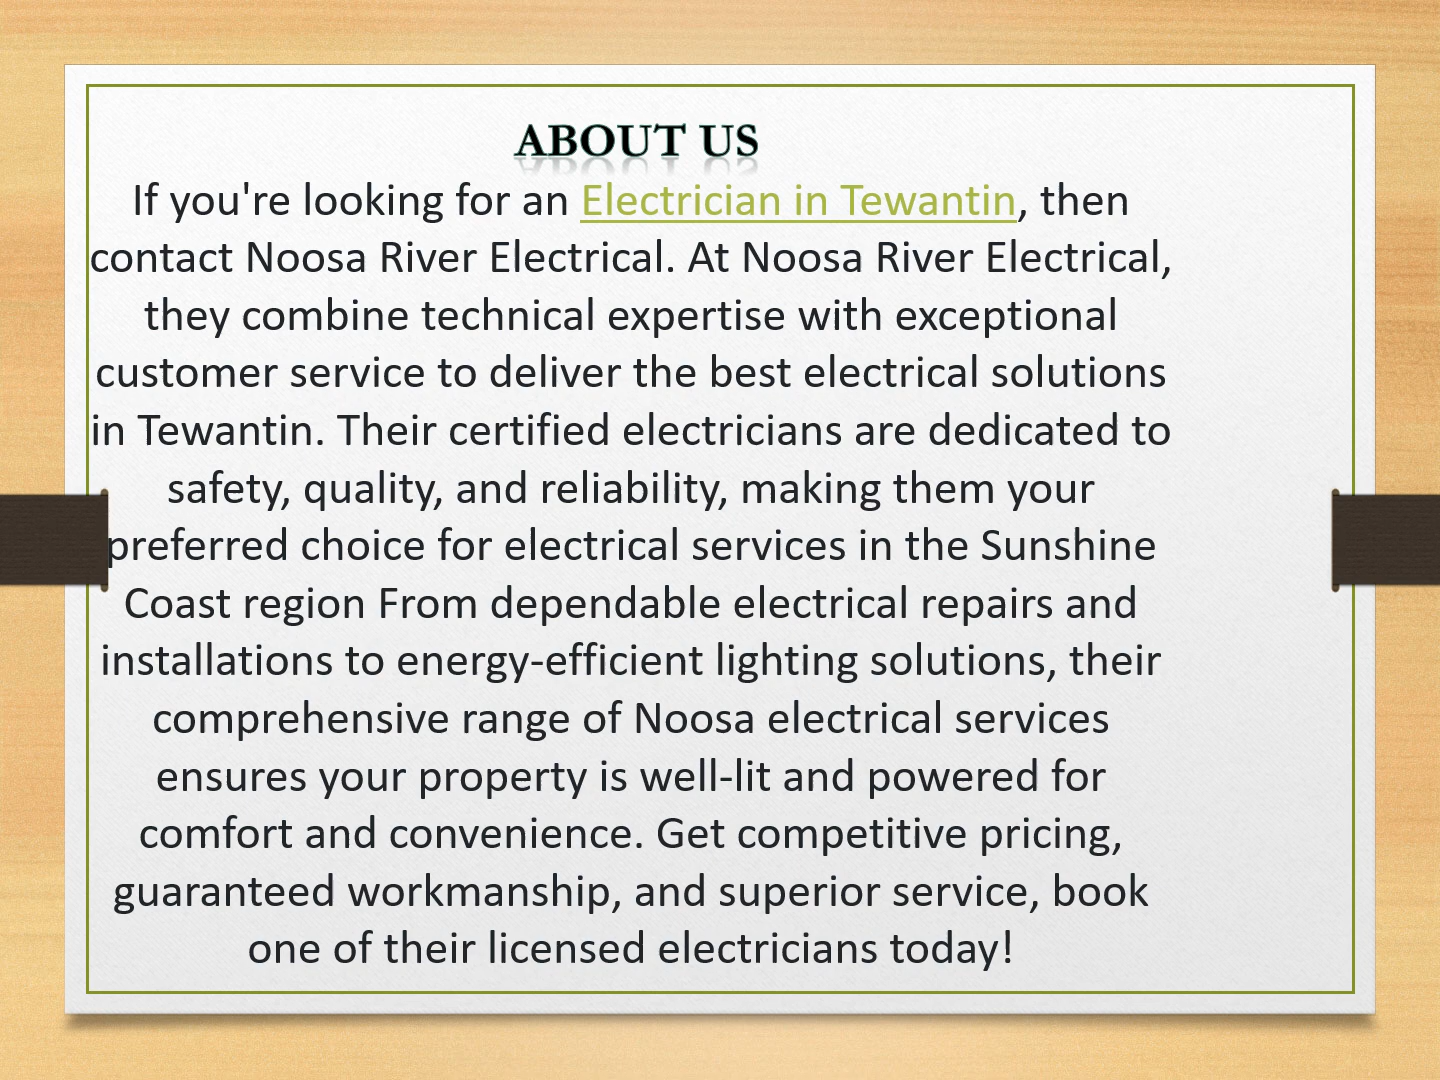 ABOUT US
If you're looking for an Electrician in Tewantin, then
contact Noosa River Electrical. At Noosa River Electrical,
they combine technical expertise with exceptional
customer service to deliver the best electrical solutions
in Tewantin. Their certified electricians are dedicated to
safety, quality, and reliability, making them your
preferred choice for electrical services in the Sunshine
Coast region From dependable electrical repairs and
installations to energy-efficient lighting solutions, their
comprehensive range of Noosa electrical services
ensures your property is well-lit and powered for
comfort and convenience. Get competitive pricing,
guaranteed workmanship, and superior service, book
one of their licensed electricians today!